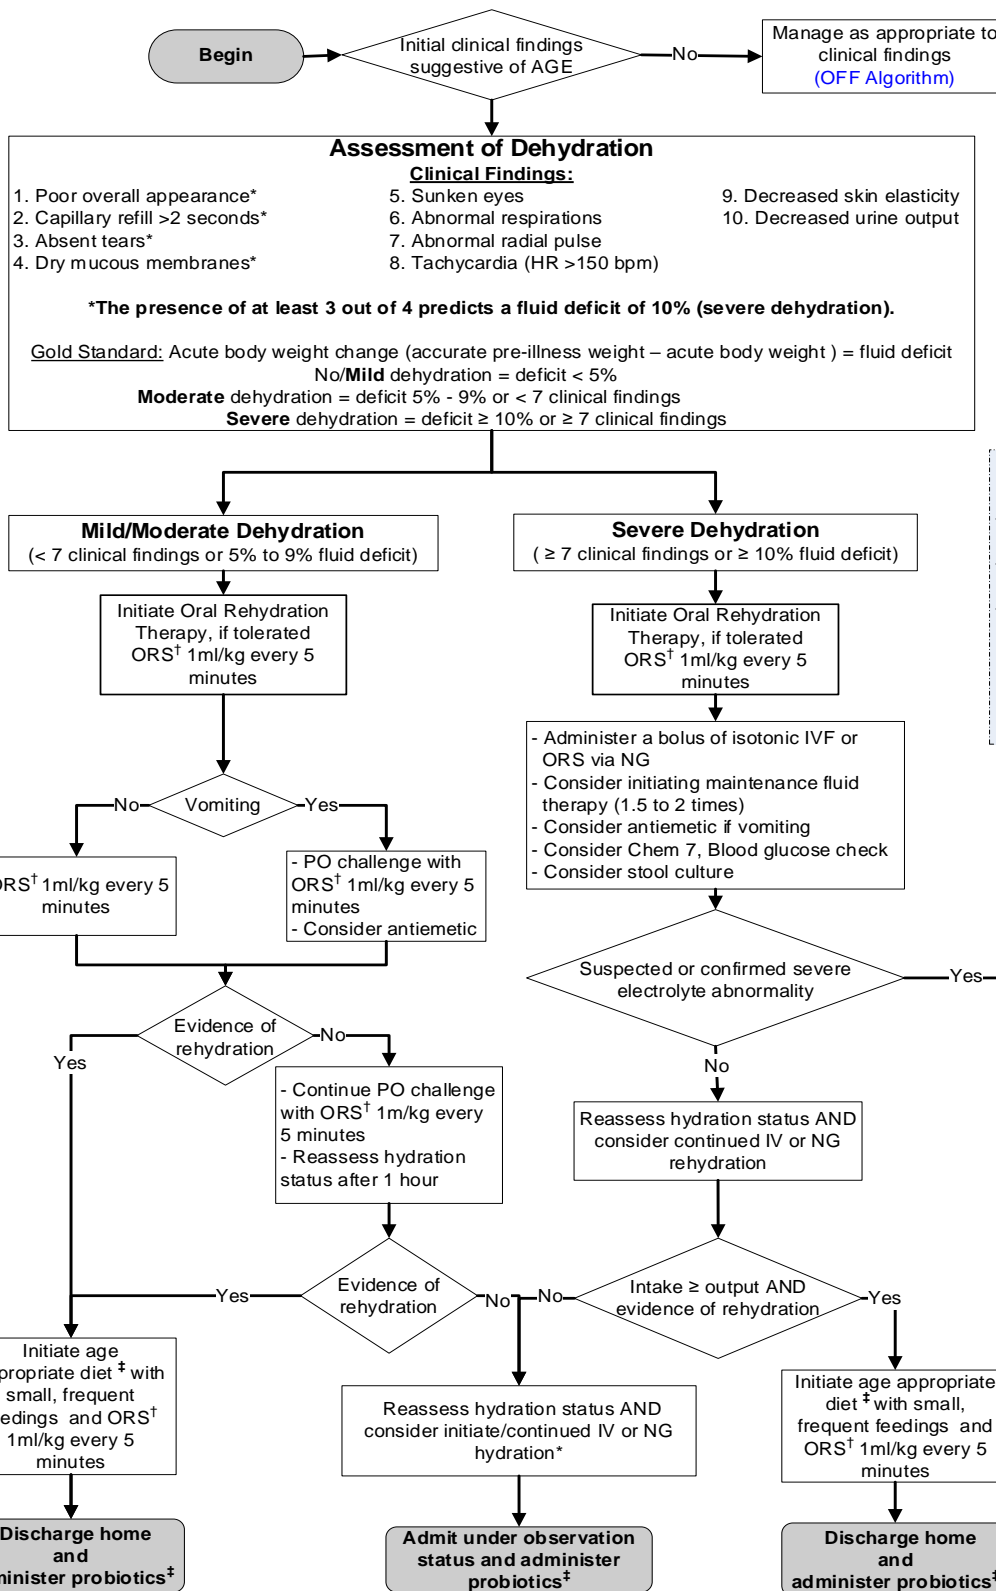 Begin
Initial clinical findings
suggestive of AGE
No
Manage as appropriate to
clinical findings
(OFF Algorithm)
Assessment of Dehydration
Clinical Findings:
1. Poor overall appearance*
2. Capillary refill >2 seconds*
3. Absent tears*
4. Dry mucous membranes*
5. Sunken eyes
6. Abnormal respirations
7. Abnormal radial pulse
8. Tachycardia (HR >150 bpm)
9. Decreased skin elasticity
10. Decreased urine output
*The presence of at least 3 out of 4 predicts a fluid deficit of 10% (severe dehydration).
Gold Standard: Acute body weight change (accurate pre-illness weight – acute body weight ) = fluid deficit
No/Mild dehydration = deficit < 5%
Moderate dehydration = deficit 5% - 9% or < 7 clinical findings
Severe dehydration = deficit ≥ 10% or ≥ 7 clinical findings
Mild/Moderate Dehydration
(< 7 clinical findings or 5% to 9% fluid deficit)
Initiate Oral Rehydration
Therapy, if tolerated
ORS† 1ml/kg every 5
minutes
Vomiting
No
Yes
ORS† 1ml/kg every 5
minutes
- PO challenge with
ORS† 1ml/kg every 5
minutes
- Consider antiemetic
Evidence of
rehydration
Yes
No
- Continue PO challenge
with ORS† 1m/kg every
5 minutes
- Reassess hydration
status after 1 hour
Evidence of
rehydration
Yes
No
Initiate age
propriate diet ‡ with
small, frequent
edings and ORS†
1ml/kg every 5
minutes
Discharge home
and
minister probiotics‡
Severe Dehydration
( ≥ 7 clinical findings or ≥ 10% fluid deficit)
Initiate Oral Rehydration
Therapy, if tolerated
ORS† 1ml/kg every 5
minutes
- Administer a bolus of isotonic IVF or
ORS via NG
- Consider initiating maintenance fluid
therapy (1.5 to 2 times)
- Consider antiemetic if vomiting
- Consider Chem 7, Blood glucose check
- Consider stool culture
Suspected or confirmed severe
electrolyte abnormality
Yes
No
Reassess hydration status AND
consider continued IV or NG
rehydration
Intake ≥ output AND
evidence of rehydration
No
Yes
Reassess hydration status AND
consider initiate/continued IV or NG
hydration*
Admit under observation
status and administer
probiotics‡
Initiate age appropriate
diet ‡ with small,
frequent feedings and
ORS† 1ml/kg every 5
minutes
Discharge home
and
administer probiotics‡